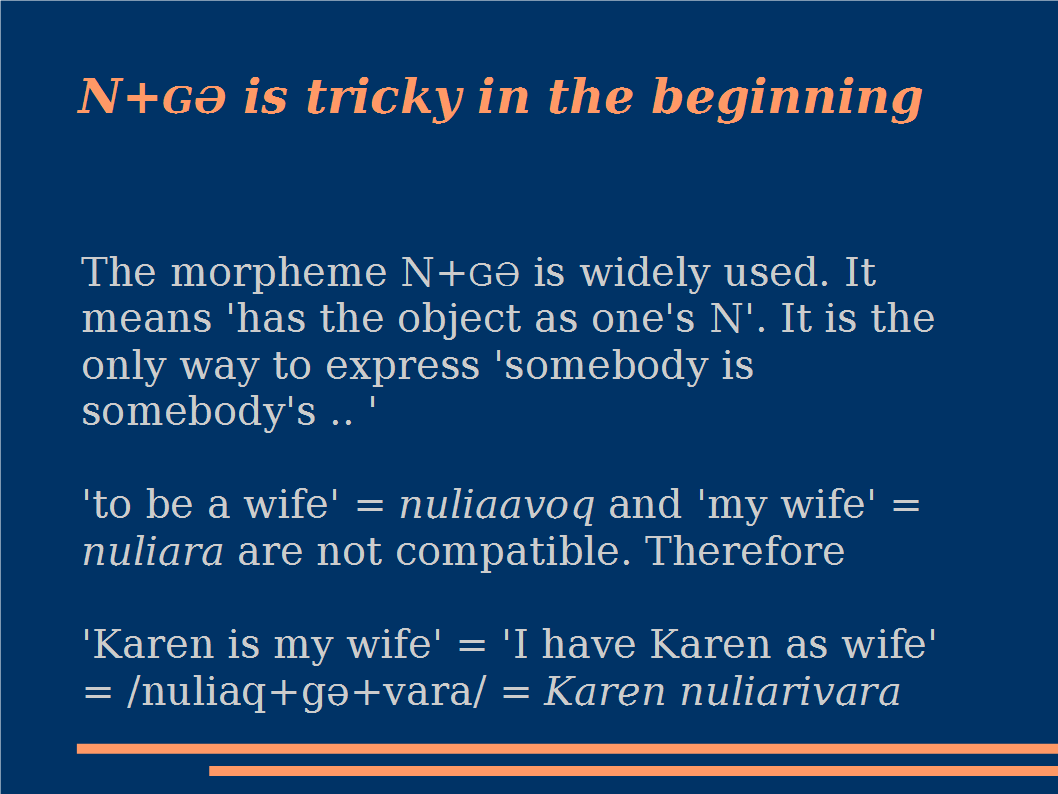 N+GƏ is tricky in the beginning
The morpheme N+GƏ is widely used. It
means 'has the object as one's N'. It is the
only way to express 'somebody is
somebody's .. '
'to be a wife' = nuliaavoq and 'my wife' =
nuliara are not compatible. Therefore
'Karen is my wife' = 'I have Karen as wife'
= /nuliaq+gə+vara/ = Karen nuliarivara